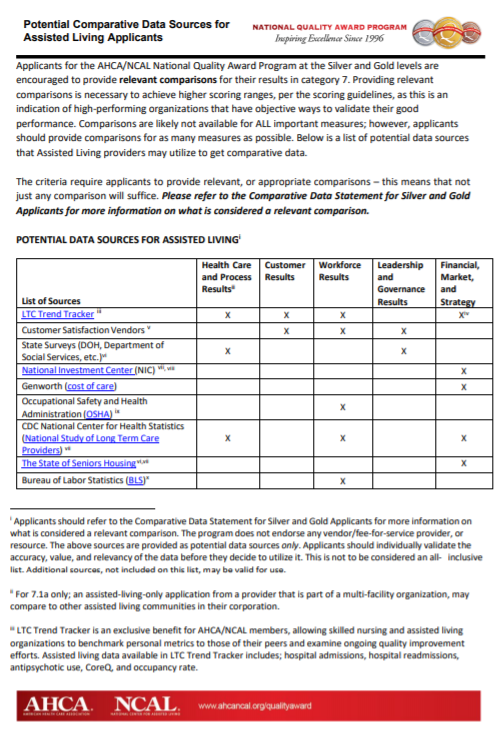 Potential Comparative Data Sources for
Assisted Living Applicants
NATIONAL QUALITY AWARD PROGRAM
Inspiring Excellence Since 1996
Applicants for the AHCA/NCAL National Quality Award Program at the Silver and Gold levels are
encouraged to provide relevant comparisons for their results in category 7. Providing relevant
comparisons is necessary to achieve higher scoring ranges, per the scoring guidelines, as this is an
indication of high-performing organizations that have objective ways to validate their good
performance. Comparisons are likely not available for ALL important measures; however, applicants
should provide comparisons for as many measures as possible. Below is a list of potential data sources
that Assisted Living providers may utilize to get comparative data.
The criteria require applicants to provide relevant, or appropriate comparisons – this means that not
just any comparison will suffice. Please refer to the Comparative Data Statement for Silver and Gold
Applicants for more information on what is considered a relevant comparison.
POTENTIAL DATA SOURCES FOR ASSISTED LIVING i
List of Sources
Health Care
and Process
Results ii
Customer
Results
Workforce
Results
Leadership
and
Governance
Results
Financial,
Market,
and
Strategy
LTC Trend Tracker iii X X X X iv
Customer Satisfaction Vendors v X X X
State Surveys (DOH, Department of
Social Services, etc.) vi X X
National Investment Center (NIC) vii, viii X
Genworth (cost of care) X
Occupational Safety and Health
Administration (OSHA) ix X
CDC National Center for Health Statistics
(National Study of Long Term Care
Providers) vii X X X
The State of Seniors Housing vi,vii X
Bureau of Labor Statistics (BLS) x X
i Applicants should refer to the Comparative Data Statement for Silver and Gold Applicants for more information on
what is considered a relevant comparison. The program does not endorse any vendor/fee-for-service provider, or
resource. The above sources are provided as potential data sources only. Applicants should individually validate the
accuracy, value, and relevancy of the data before they decide to utilize it. This is not to be considered an all- inclusive
list. Additional sources, not included on this list, may be valid for use.
ii For 7.1a only; an assisted-living-only application from a provider that is part of a multi-facility organization, may
compare to other assisted living communities in their corporation.
iii LTC Trend Tracker is an exclusive benefit for AHCA/NCAL members, allowing skilled nursing and assisted living
organizations to benchmark personal metrics to those of their peers and examine ongoing quality improvement
efforts. Assisted living data available in LTC Trend Tracker includes; hospital admissions, hospital readmissions,
antipsychotic use, CoreQ, and occupancy rate.
AHCA NCAL www.ahcancal.org/qualityaward
AMERICAN HEALTH CARE ASSOCIATION NATIONAL CENTER FOR ASSISTED LIVING